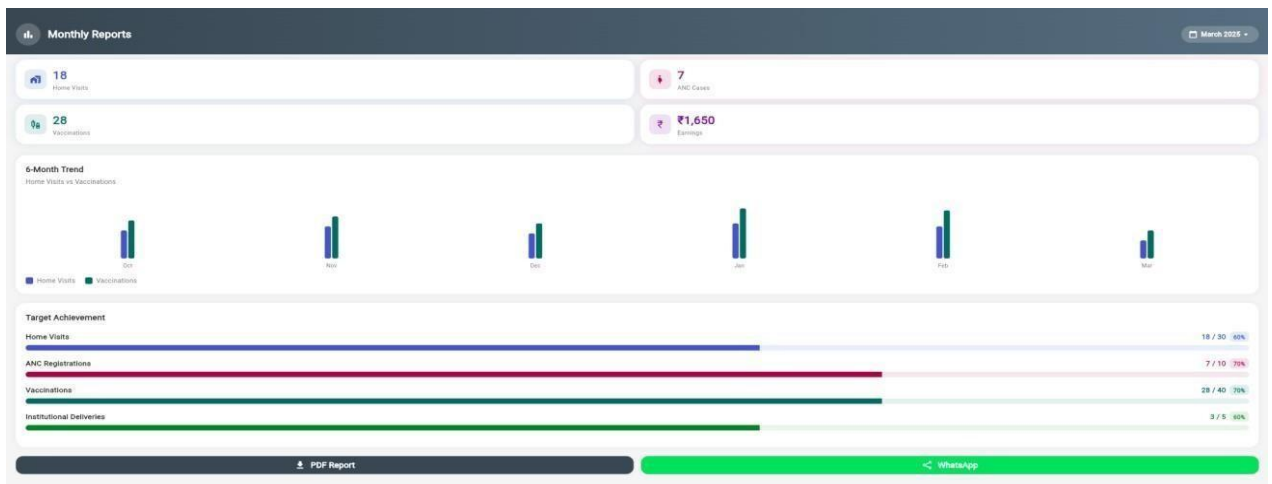 Monthly Reports
March 2025
18
Home Visits
7
ANC Cases
28
Vaccinations
₹1,650
Earnings
6-Month Trend
Home Visits vs Vaccinations
Oct Nov Dec Jan Feb Mar
Home Visits Vaccinations
Target Achievement
Home Visits 18 / 30 60%
ANC Registrations 7 / 10 70%
Vaccinations 28 / 40 70%
Institutional Deliveries 3 / 5 60%
PDF Report WhatsApp